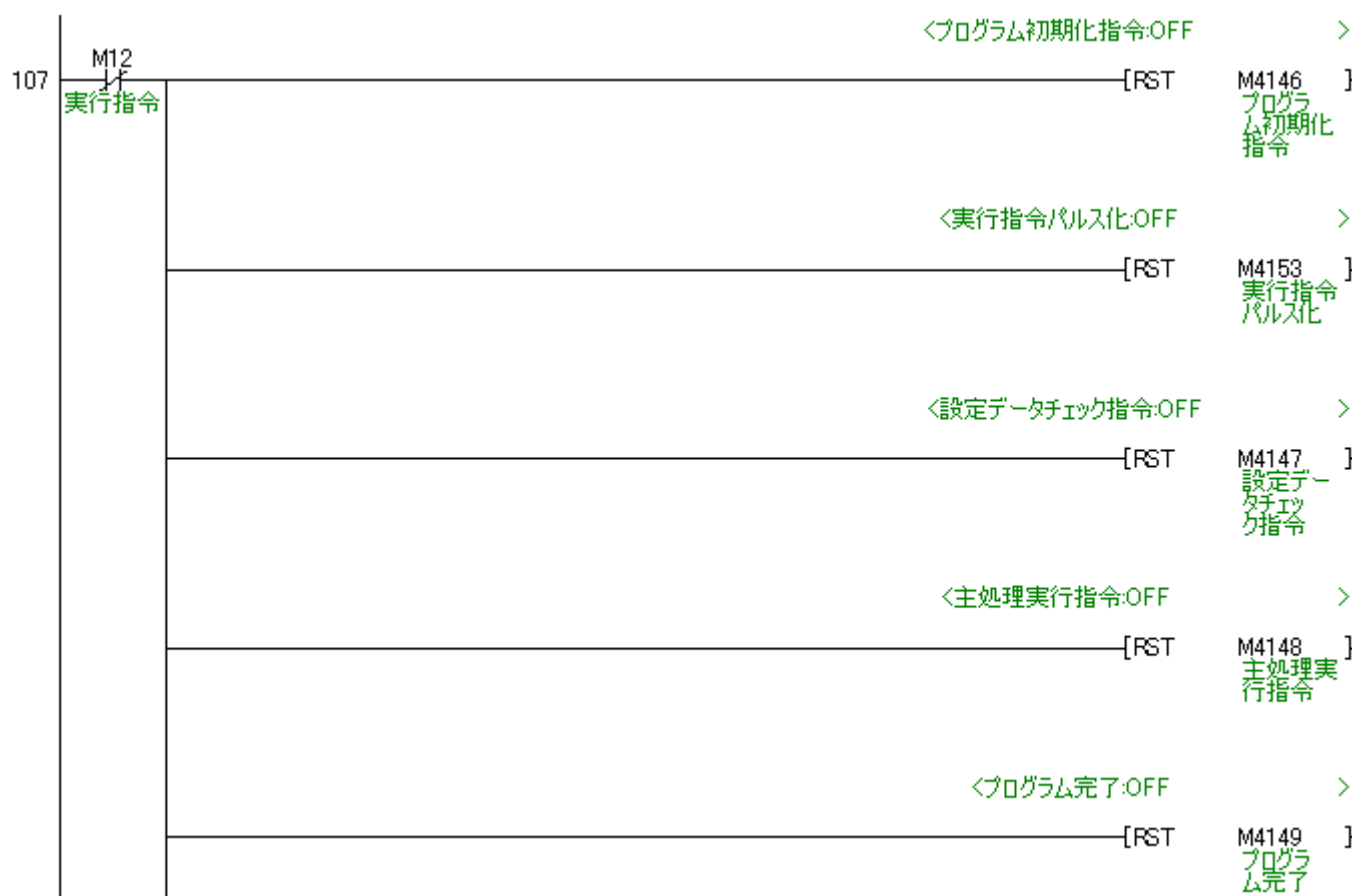 <プログラム初期化指令:OFF >
M12
107
[RST M4146 ]
実行指令
プログラ
ム初期化
指令
<実行指令パルス化:OFF >
[RST M4153 ]
実行指令
パルス化
<設定データチェック指令:OFF >
[RST M4147 ]
設定デー
タチェッ
ク指令
<主処理実行指令:OFF >
[RST M4148 ]
主処理実
行指令
<プログラム完了:OFF >
[RST M4149 ]
プログラ
ム完了